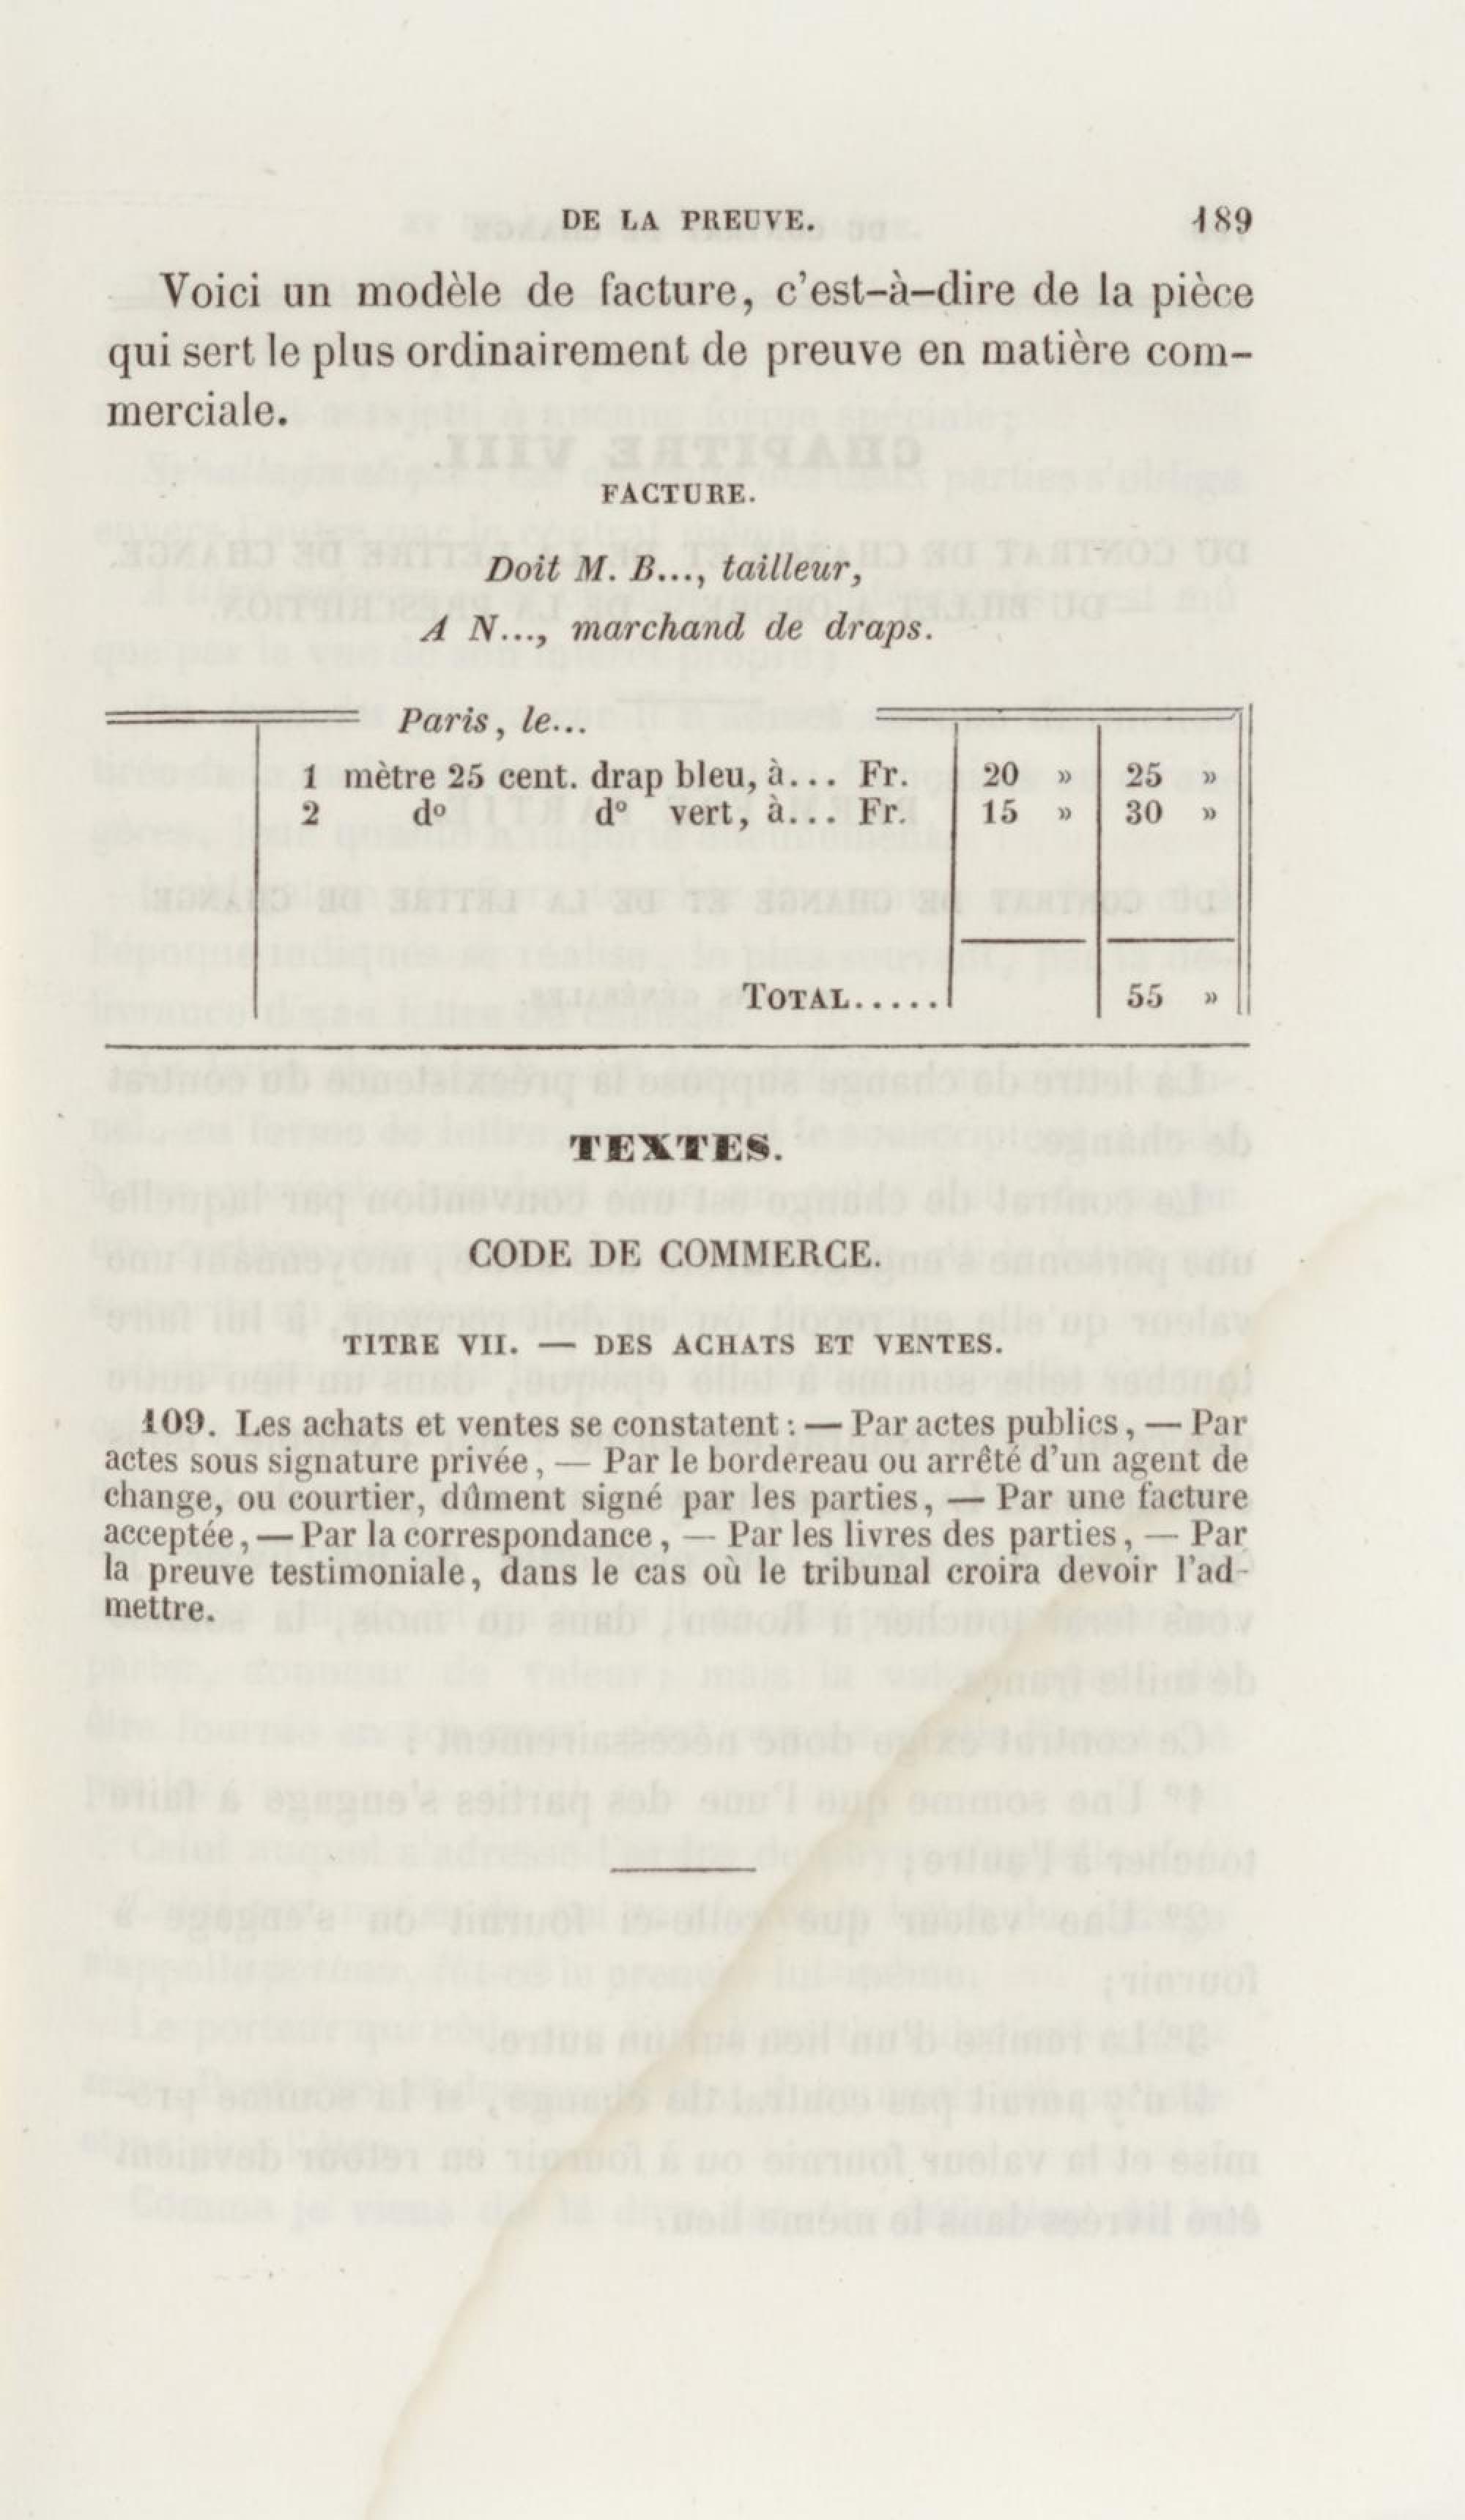 DE LA PREUVE. 189
Voici un modèle de facture, c'est-à-dire de la pièce
qui sert le plus ordinairement de preuve en matière com-
merciale.
FACTURE.
Doit M. B..., tailleur,
A N..., marchand de draps.
Paris, le...
1 mètre 25 cent. drap bleu, à... Fr. 20 » 25 »
2 do do vert, à... Fr. 15 » 30 »
TOTAL..... 55 »
TEXTES.
CODE DE COMMERCE.
TITRE VII. — DES ACHATS ET VENTES.
109. Les achats et ventes se constatent : — Par actes publics, — Par
actes sous signature privée, — Par le bordereau ou arrêté d'un agent de
change, ou courtier, dûment signé par les parties, — Par une facture
acceptée, — Par la correspondance, — Par les livres des parties, — Par
la preuve testimoniale, dans le cas où le tribunal croira devoir l'ad-
mettre.